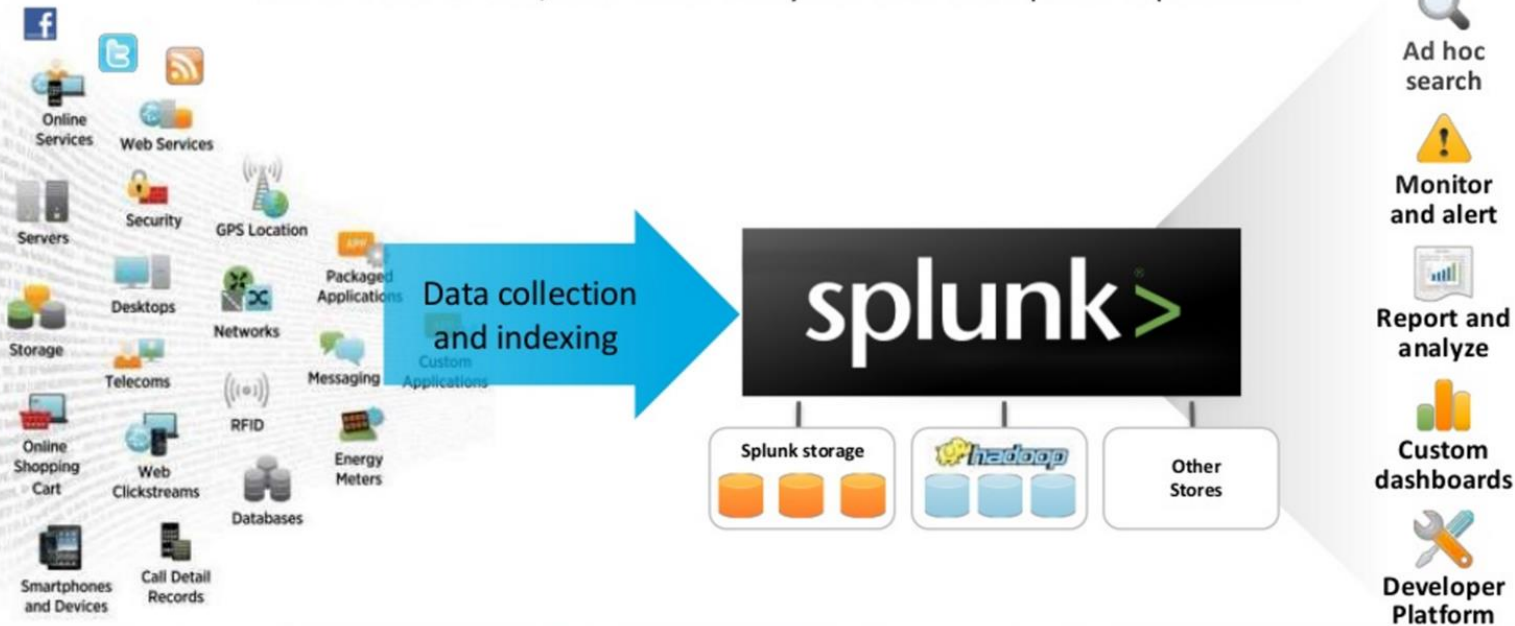 Online
Services
Web Services
Servers
Security
GPS Location
Packaged
Applications
Desktops
Networks
Storage
Telecoms
Messaging
Custom
Applications
RFID
Online
Shopping
Cart
Web
Clickstreams
Energy
Meters
Databases
Smartphones
and Devices
Call Detail
Records
APP
Data collection
and indexing
splunk>
®
Splunk storage
hadoop
Other
Stores
Ad hoc
search
Monitor
and alert
Report and
analyze
Custom
dashboards
Developer
Platform